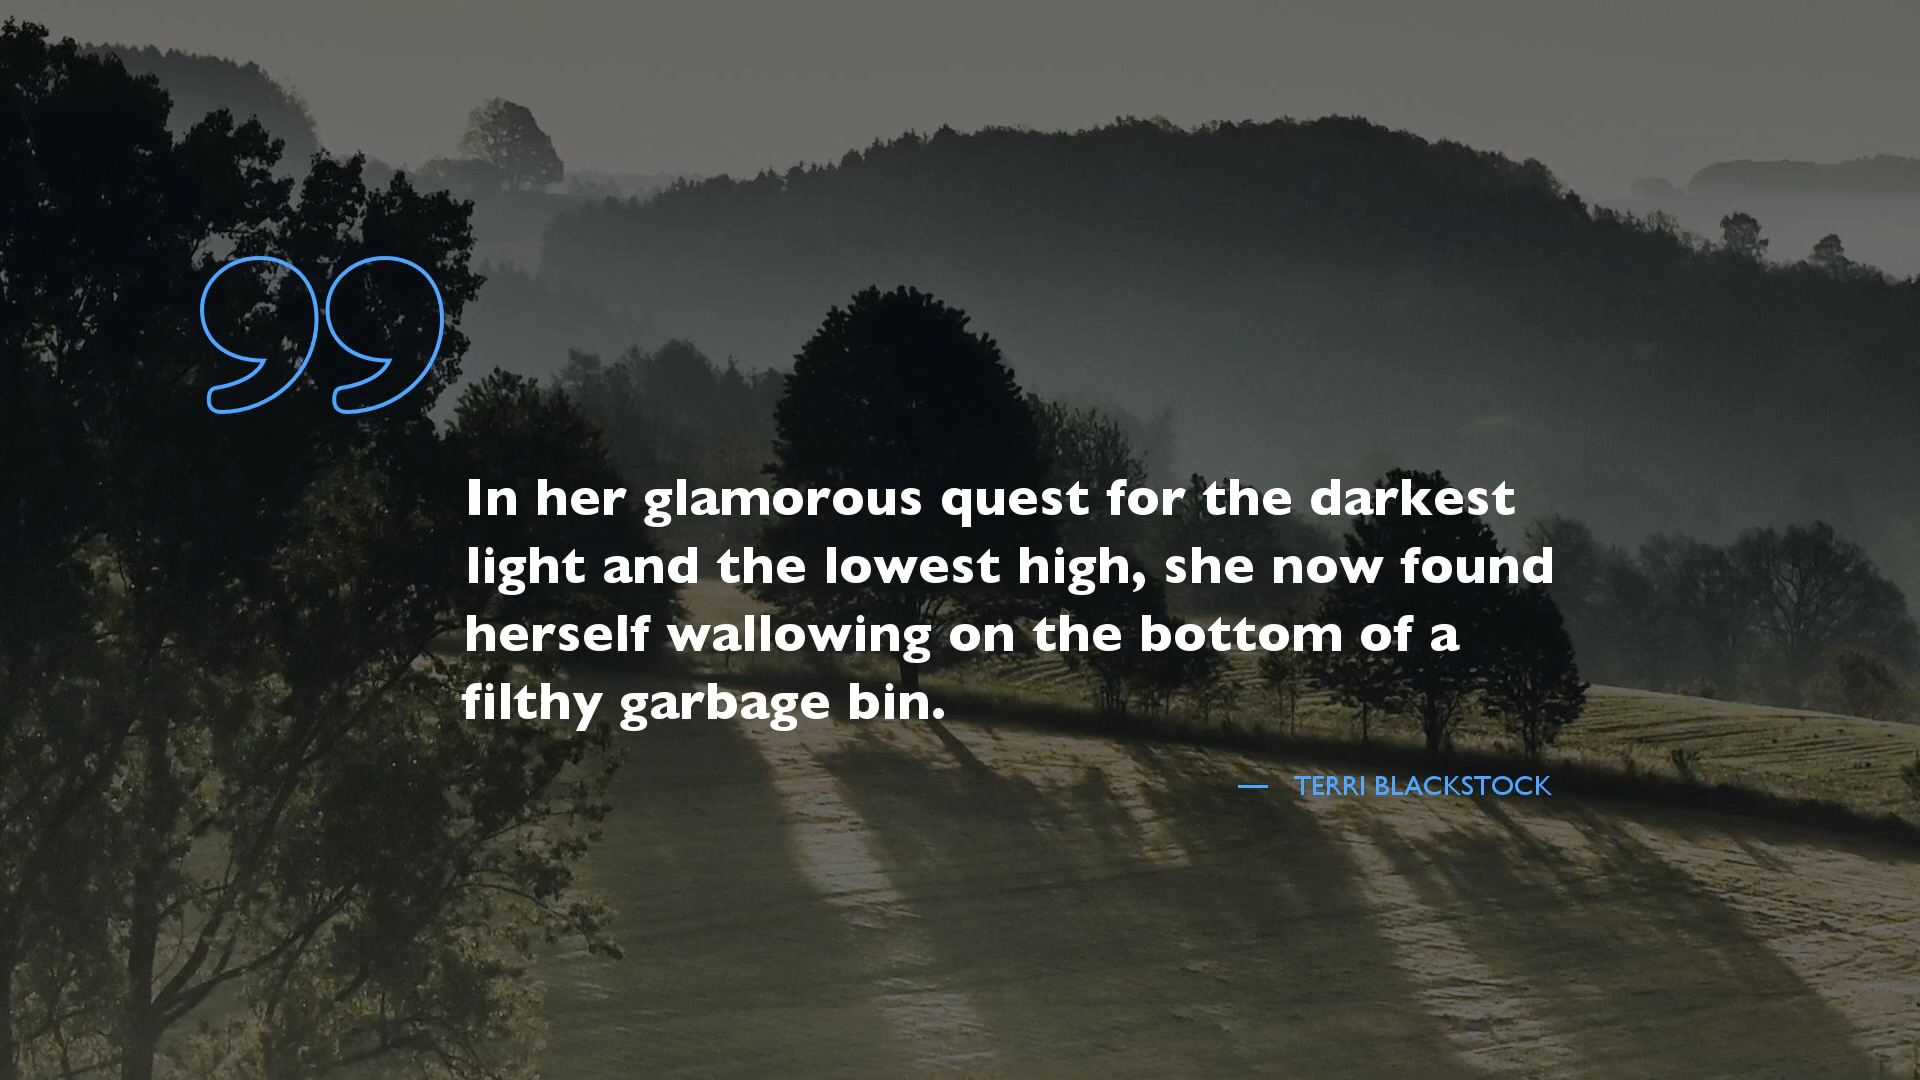 In her glamorous quest for the darkest
light and the lowest high, she now found
herself wallowing on the bottom of a
filthy garbage bin.
— TERRI BLACKSTOCK